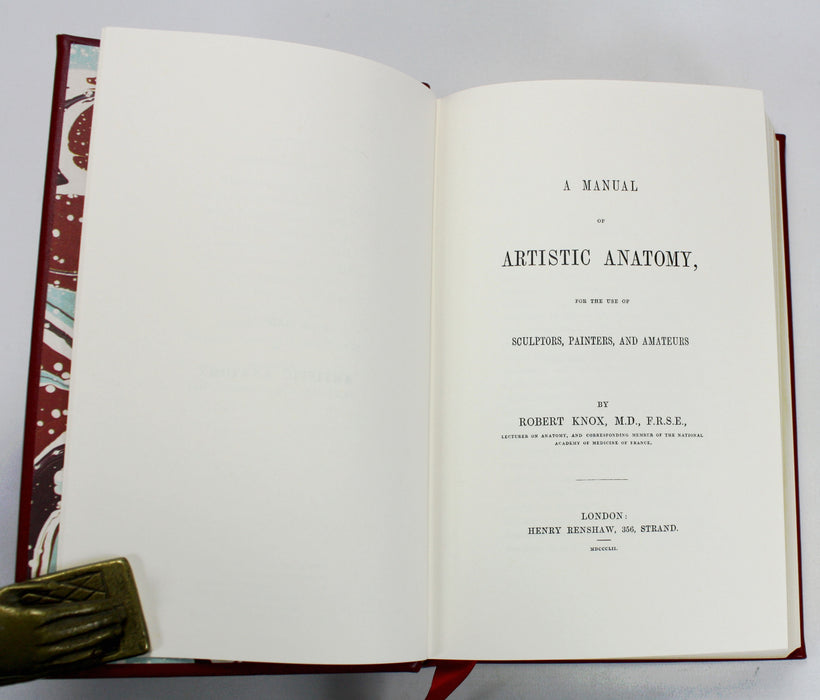 A MANUAL
OF
ARTISTIC ANATOMY,
FOR THE USE OF
SCULPTORS, PAINTERS, AND AMATEURS
BY
ROBERT KNOX, M.D., F.R.S.E.,
LECTURER ON ANATOMY, AND CORRESPONDING MEMBER OF THE NATIONAL
ACADEMY OF MEDICINE OF FRANCE.
LONDON:
HENRY RENSHAW, 356, STRAND.
MDCCCLII.